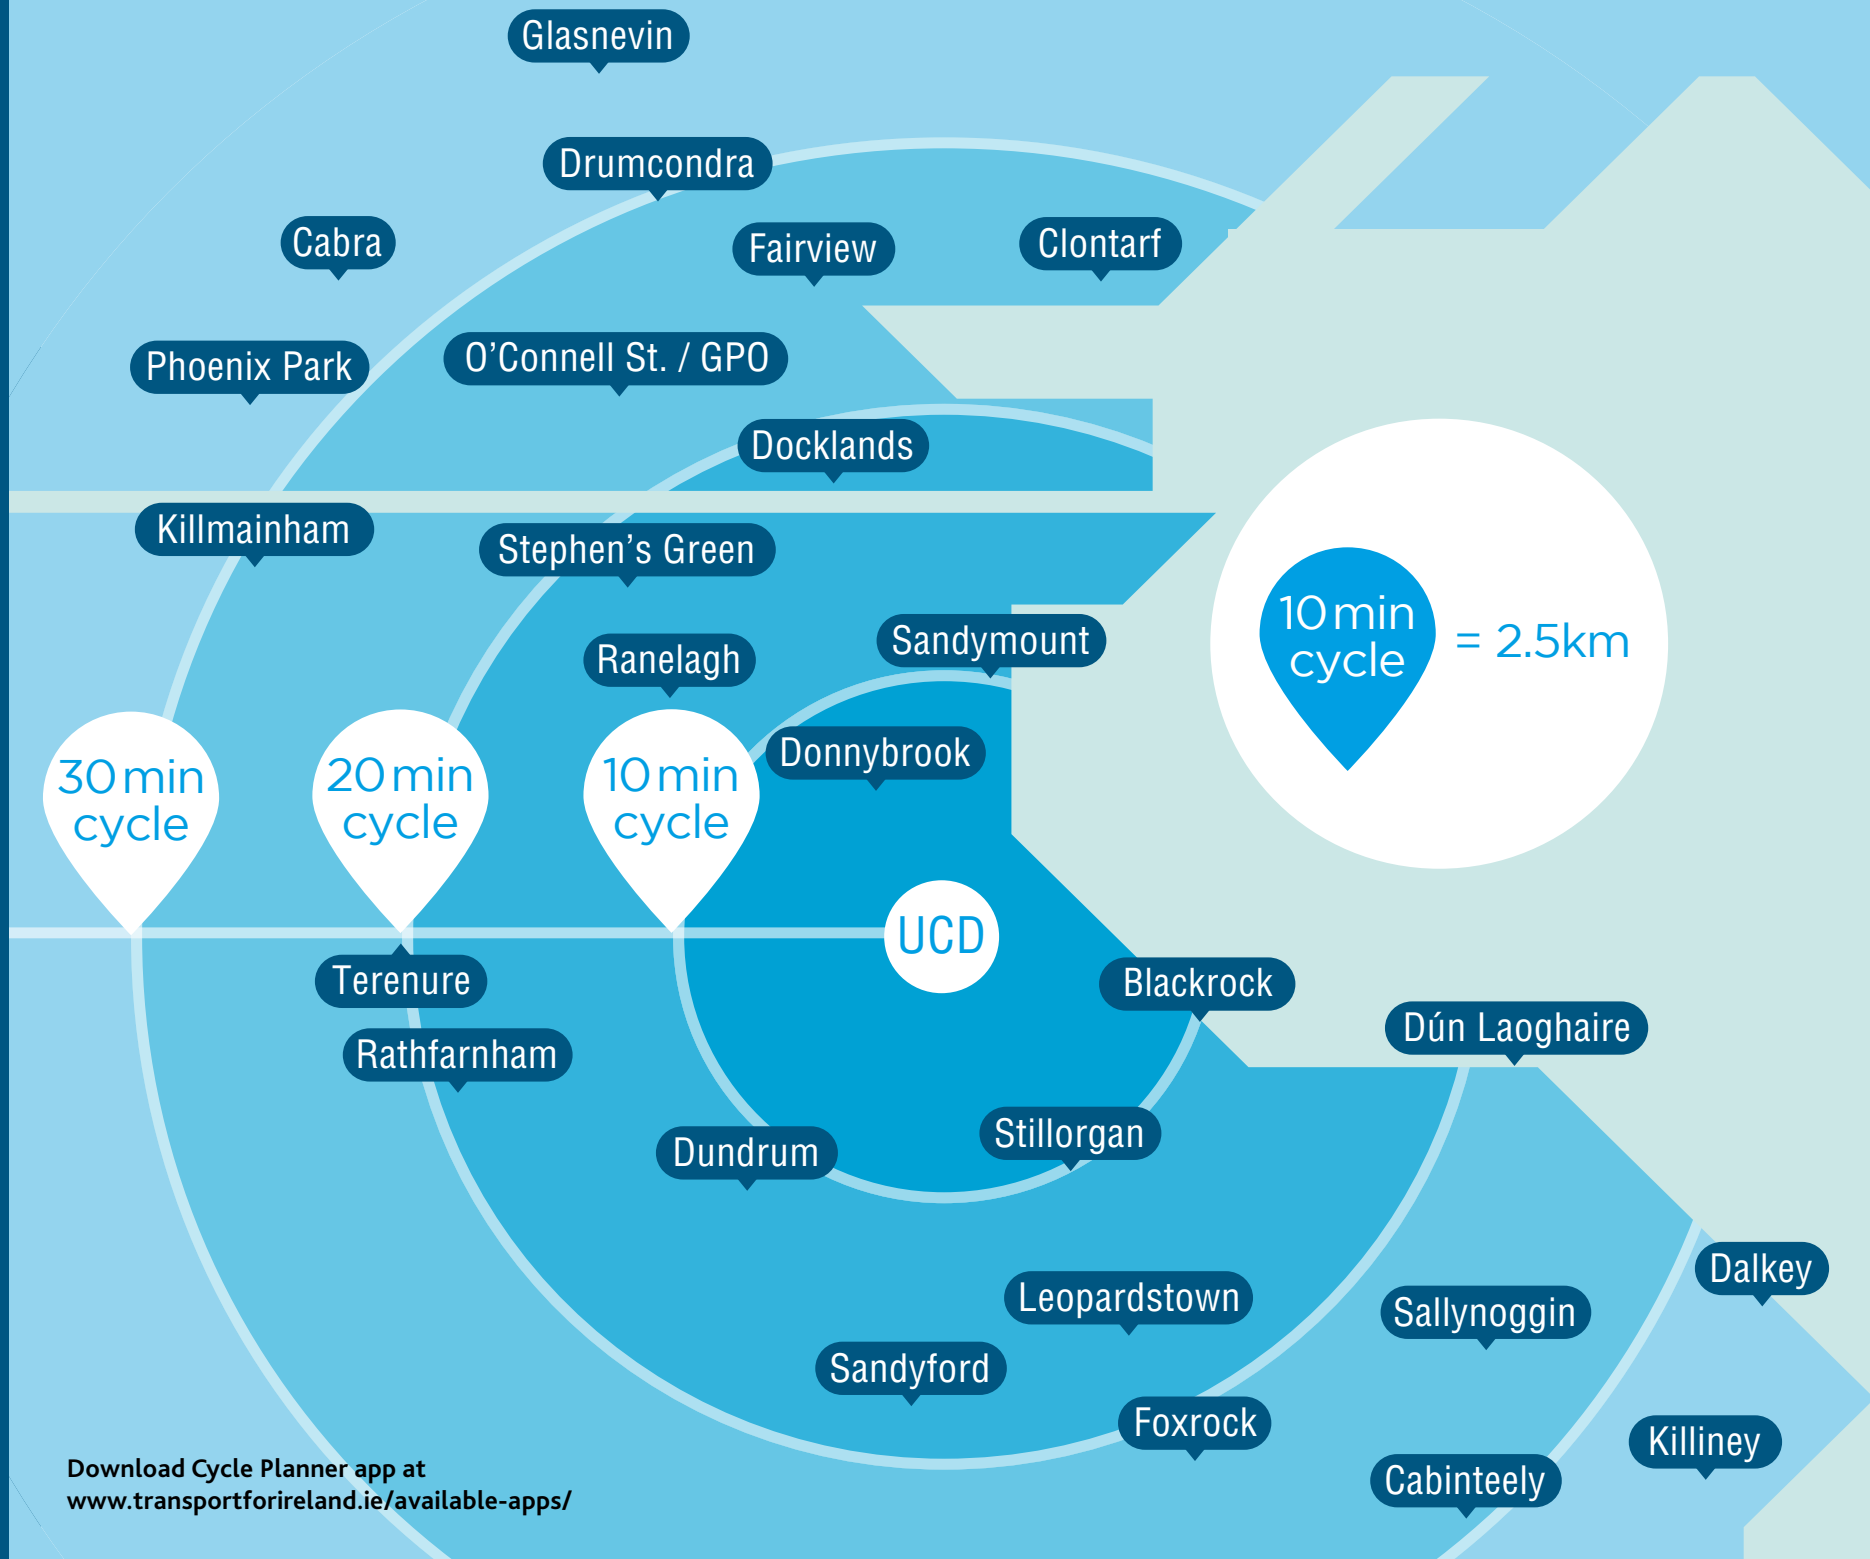 Glasnevin
Drumcondra
Cabra
Fairview
Clontarf
Phoenix Park
O'Connell St. / GPO
Docklands
Killmainham
Stephen's Green
Sandymount
Ranelagh
10 min
cycle
= 2.5km
Donnybrook
30 min
cycle
20 min
cycle
10 min
cycle
UCD
Terenure
Blackrock
Dún Laoghaire
Rathfarnham
Dundrum
Stillorgan
Dalkey
Leopardstown
Sallynoggin
Sandyford
Foxrock
Killiney
Cabinteely
Download Cycle Planner app at
www.transportforireland.ie/available-apps/